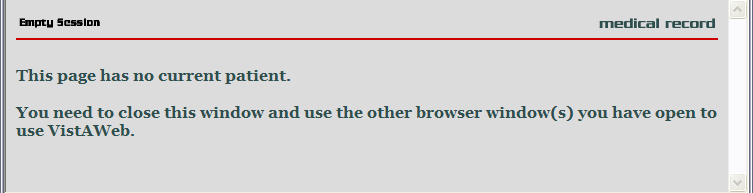 Empty Session
medical record
This page has no current patient.
You need to close this window and use the other browser window(s) you have open to
use VistAWeb.